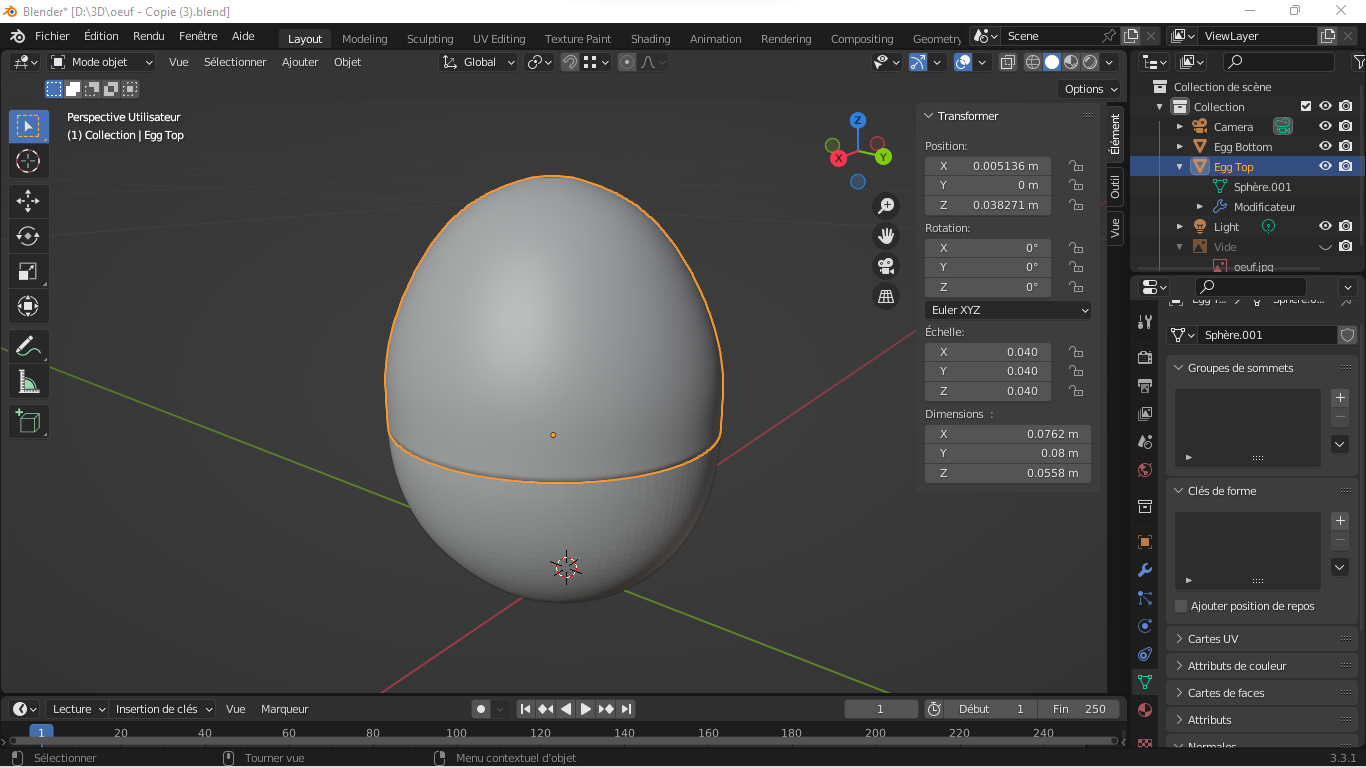 Blender* [D:\3D\oeuf - Copie (3).blend]
Fichier Édition Rendu Fenêtre Aide Layout Modeling Sculpting UV Editing Texture Paint Shading Animation Rendering Compositing Geometry Scene ViewLayer
Mode objet Vue Sélectionner Ajouter Objet Global
Options
Perspective Utilisateur
(1) Collection | Egg Top
Z
X
Y
Transformer
Position:
X 0.005136 m
Y 0 m
Z 0.038271 m
Rotation:
X 0°
Y 0°
Z 0°
Euler XYZ
Échelle:
X 0.040
Y 0.040
Z 0.040
Dimensions :
X 0.0762 m
Y 0.08 m
Z 0.0558 m
Élément
Outil
Vue
Collection de scène
Collection
Camera
Egg Bottom
Egg Top
Sphère.001
Modificateur
Light
Vide
oeuf.jpg
Egg T... Sphère.0...
Sphère.001
Groupes de sommets
Clés de forme
Ajouter position de repos
Cartes UV
Attributs de couleur
Cartes de faces
Attributs
Normales
Lecture Insertion de clés Vue Marqueur 1 Début 1 Fin 250
1 20 40 60 80 100 120 140 160 180 200 220 240
Sélectionner Tourner vue Menu contextuel d'objet 3.3.1